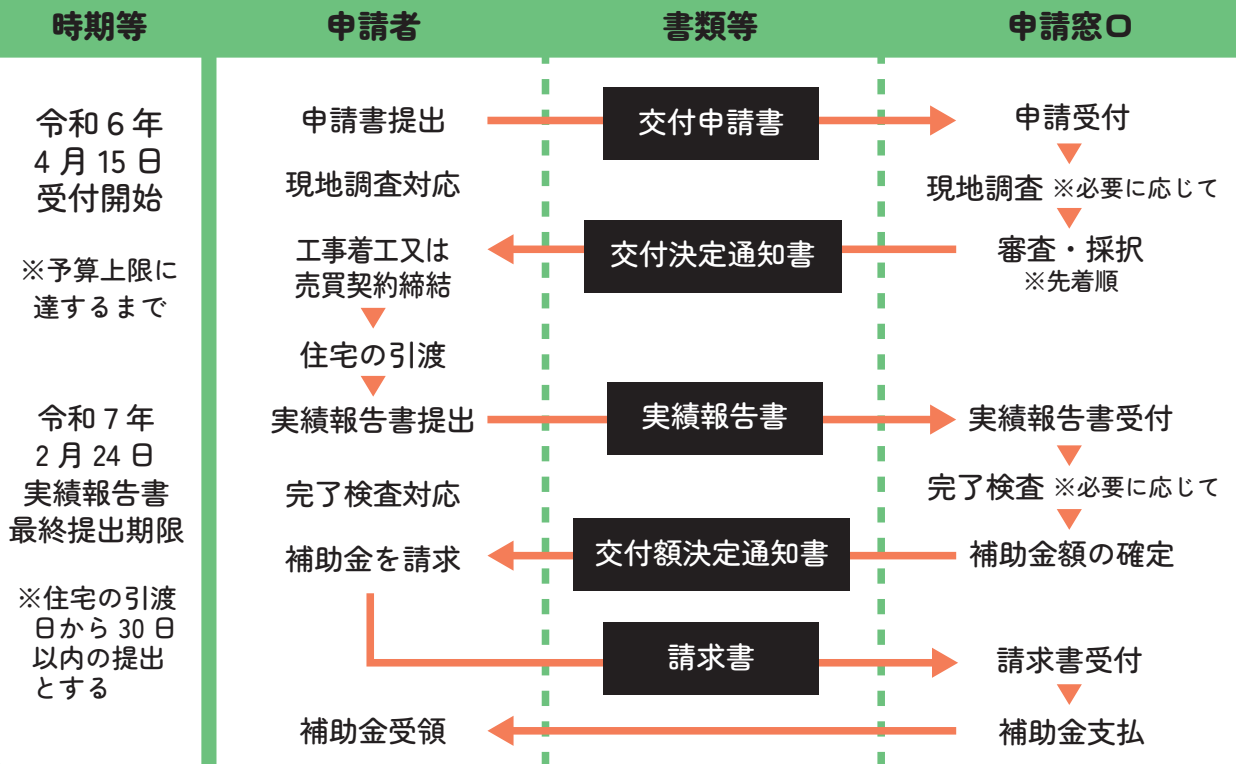 時期等
申請者
書類等
申請窓口
令和6年
4月15日
受付開始
※予算上限に
達するまで
申請書提出
交付申請書
申請受付
現地調査対応
現地調査 ※必要に応じて
工事着工又は
売買契約締結
交付決定通知書
審査・採択
※先着順
住宅の引渡
令和7年
2月24日
実績報告書
最終提出期限
※住宅の引渡
日から30日
以内の提出
とする
実績報告書提出
実績報告書
実績報告書受付
完了検査対応
完了検査 ※必要に応じて
補助金を請求
交付額決定通知書
補助金額の確定
請求書
請求書受付
補助金受領
補助金支払